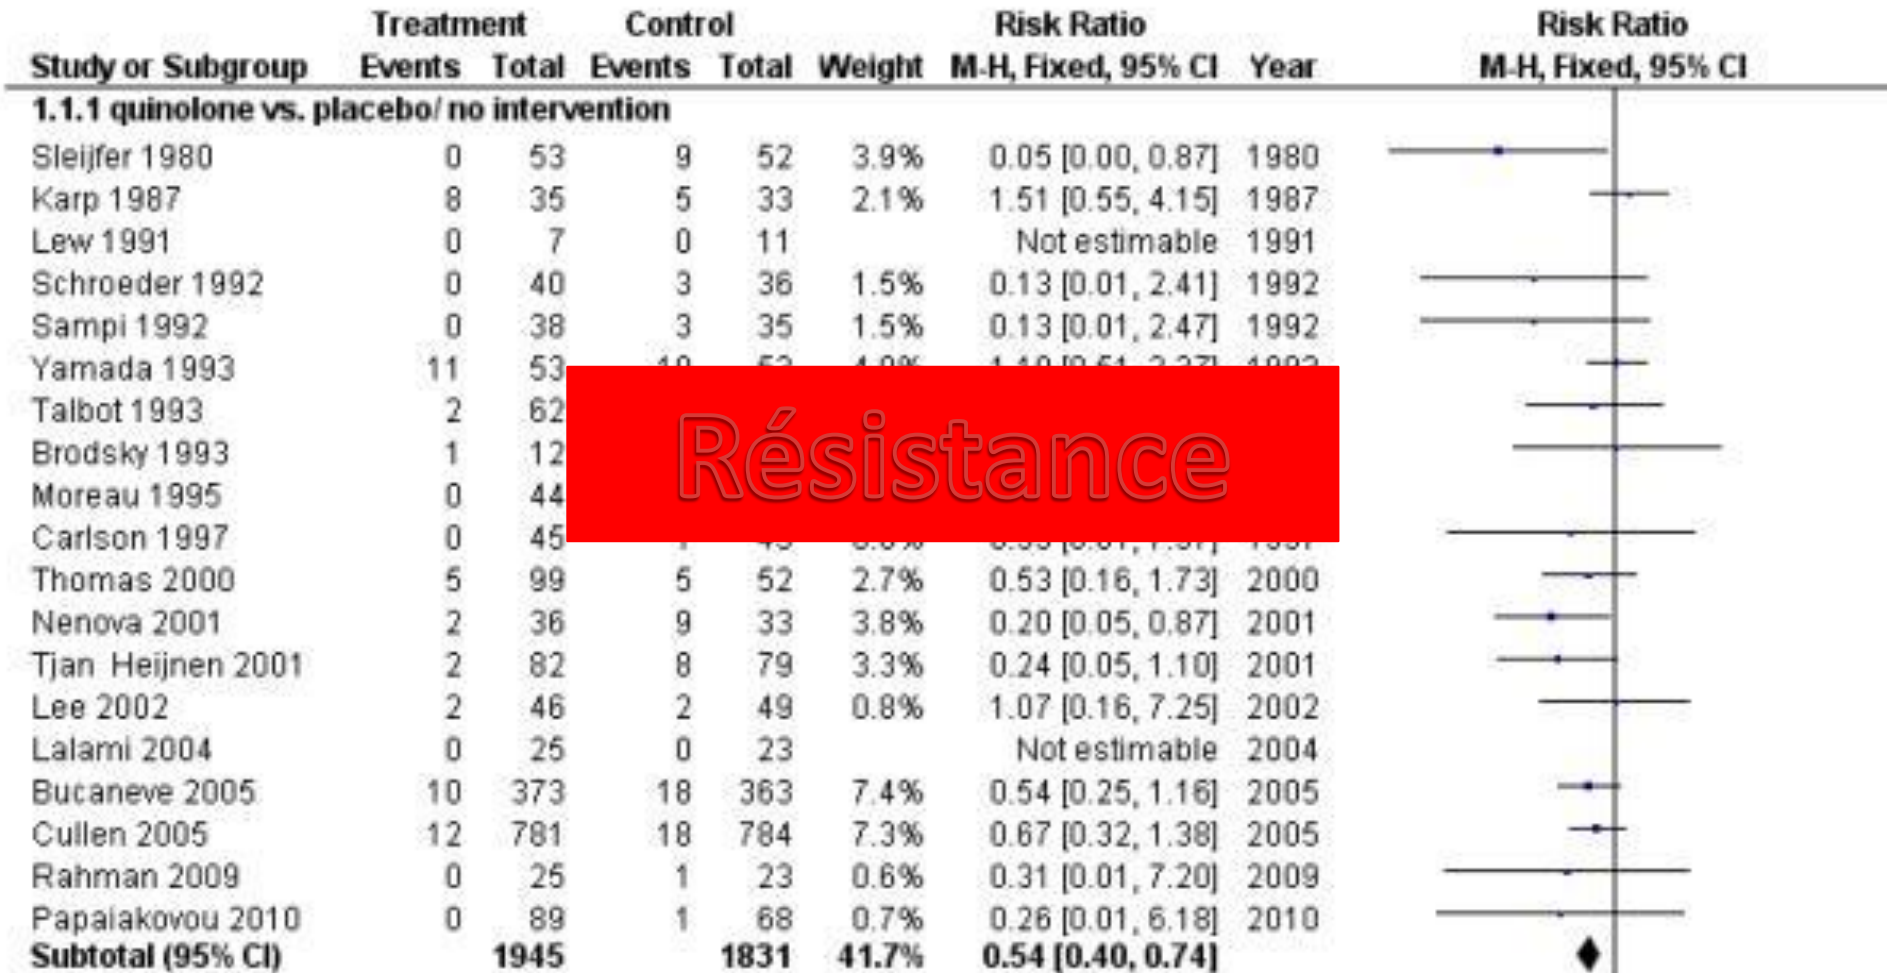 Treatment Control Risk Ratio Risk Ratio
Study or Subgroup Events Total Events Total Weight M-H, Fixed, 95% CI Year M-H, Fixed, 95% CI
1.1.1 quinolone vs. placebo/ no intervention
Sleijfer 1980 0 53 9 52 3.9% 0.05 [0.00, 0.87] 1980
Karp 1987 8 35 5 33 2.1% 1.51 [0.55, 4.15] 1987
Lew 1991 0 7 0 11 Not estimable 1991
Schroeder 1992 0 40 3 36 1.5% 0.13 [0.01, 2.41] 1992
Sampi 1992 0 38 3 35 1.5% 0.13 [0.01, 2.47] 1992
Yamada 1993 11 53
Talbot 1993 2 62
Brodsky 1993 1 12
Résistance
Moreau 1995 0 44
Carlson 1997 0 45
Thomas 2000 5 99 5 52 2.7% 0.53 [0.16, 1.73] 2000
Nenova 2001 2 36 9 33 3.8% 0.20 [0.05, 0.87] 2001
Tjan Heijnen 2001 2 82 8 79 3.3% 0.24 [0.05, 1.10] 2001
Lee 2002 2 46 2 49 0.8% 1.07 [0.16, 7.25] 2002
Lalami 2004 0 25 0 23 Not estimable 2004
Bucaneve 2005 10 373 18 363 7.4% 0.54 [0.25, 1.16] 2005
Cullen 2005 12 781 18 784 7.3% 0.67 [0.32, 1.38] 2005
Rahman 2009 0 25 1 23 0.6% 0.31 [0.01, 7.20] 2009
Papaiakovou 2010 0 89 1 68 0.7% 0.26 [0.01, 6.18] 2010
Subtotal (95% CI) 1945 1831 41.7% 0.54 [0.40, 0.74]